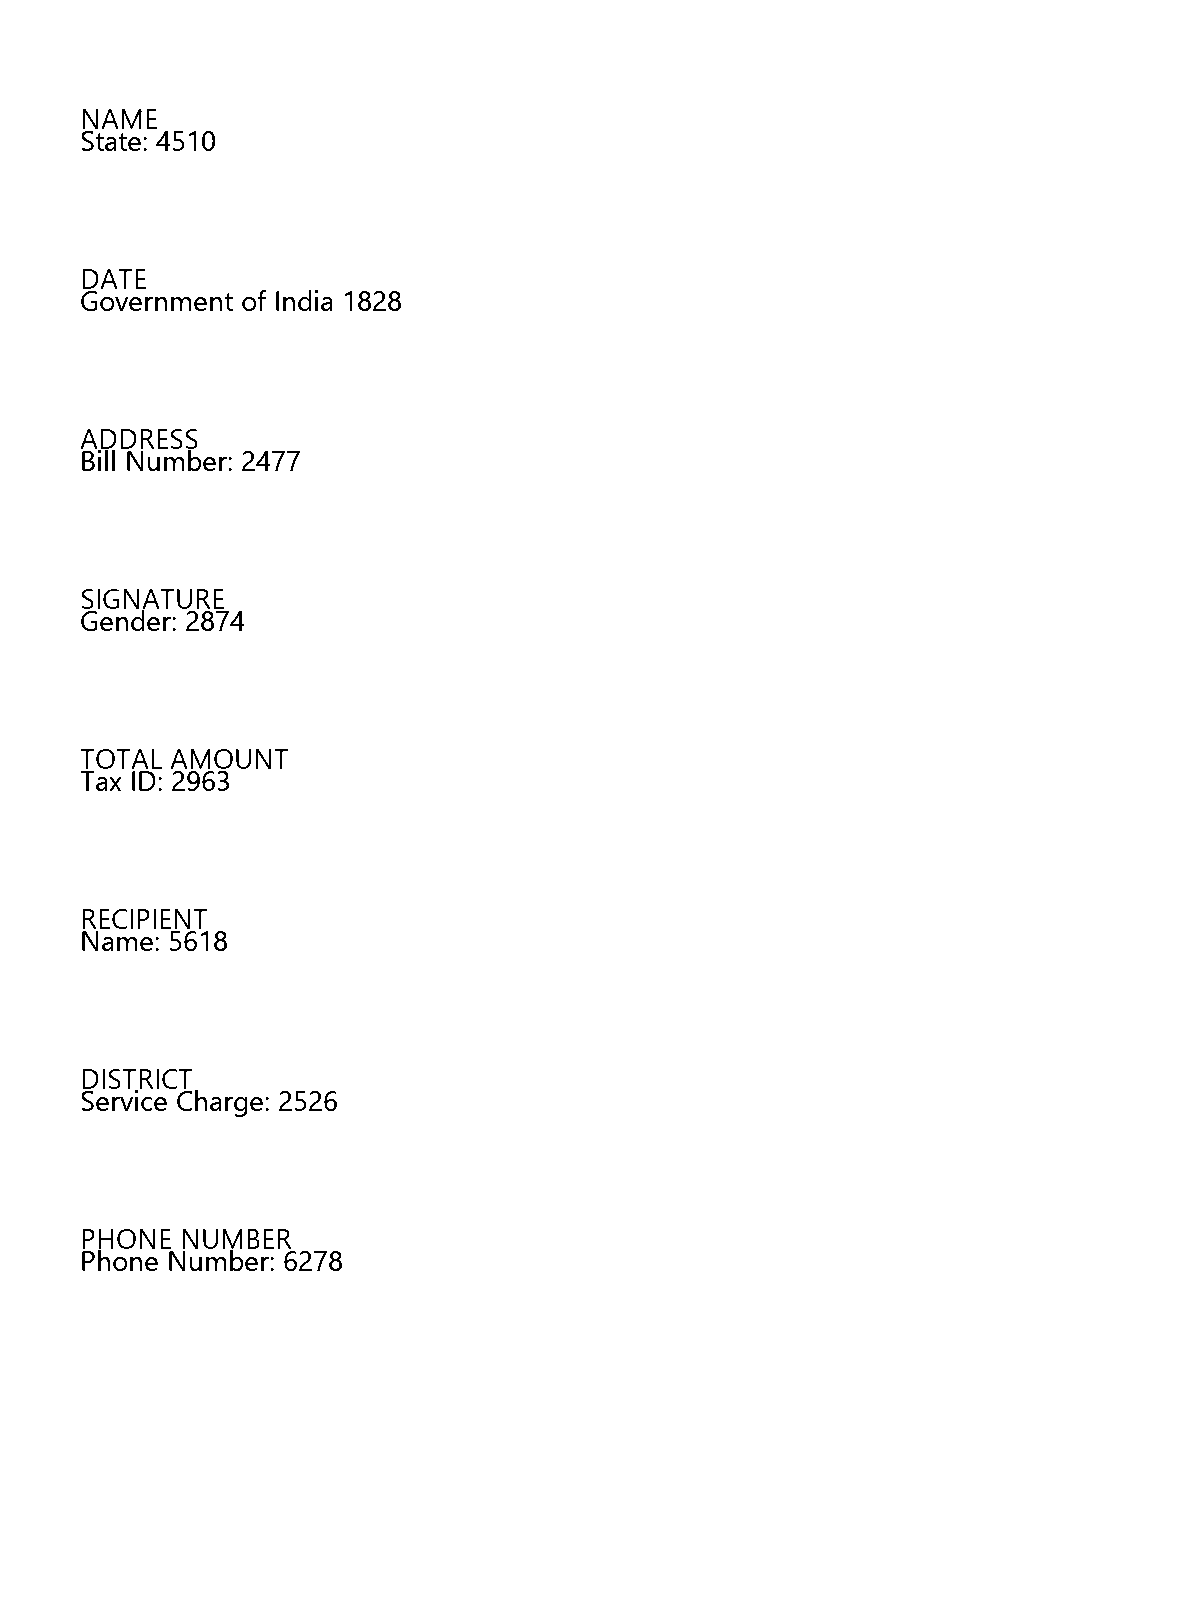 NAME
State: 4510
DATE
Government of India 1828
ADDRESS
Bill Number: 2477
SIGNATURE
Gender: 2874
TOTAL AMOUNT
Tax ID: 2963
RECIPIENT
Name: 5618
DISTRICT
Service Charge: 2526
PHONE NUMBER
Phone Number: 6278